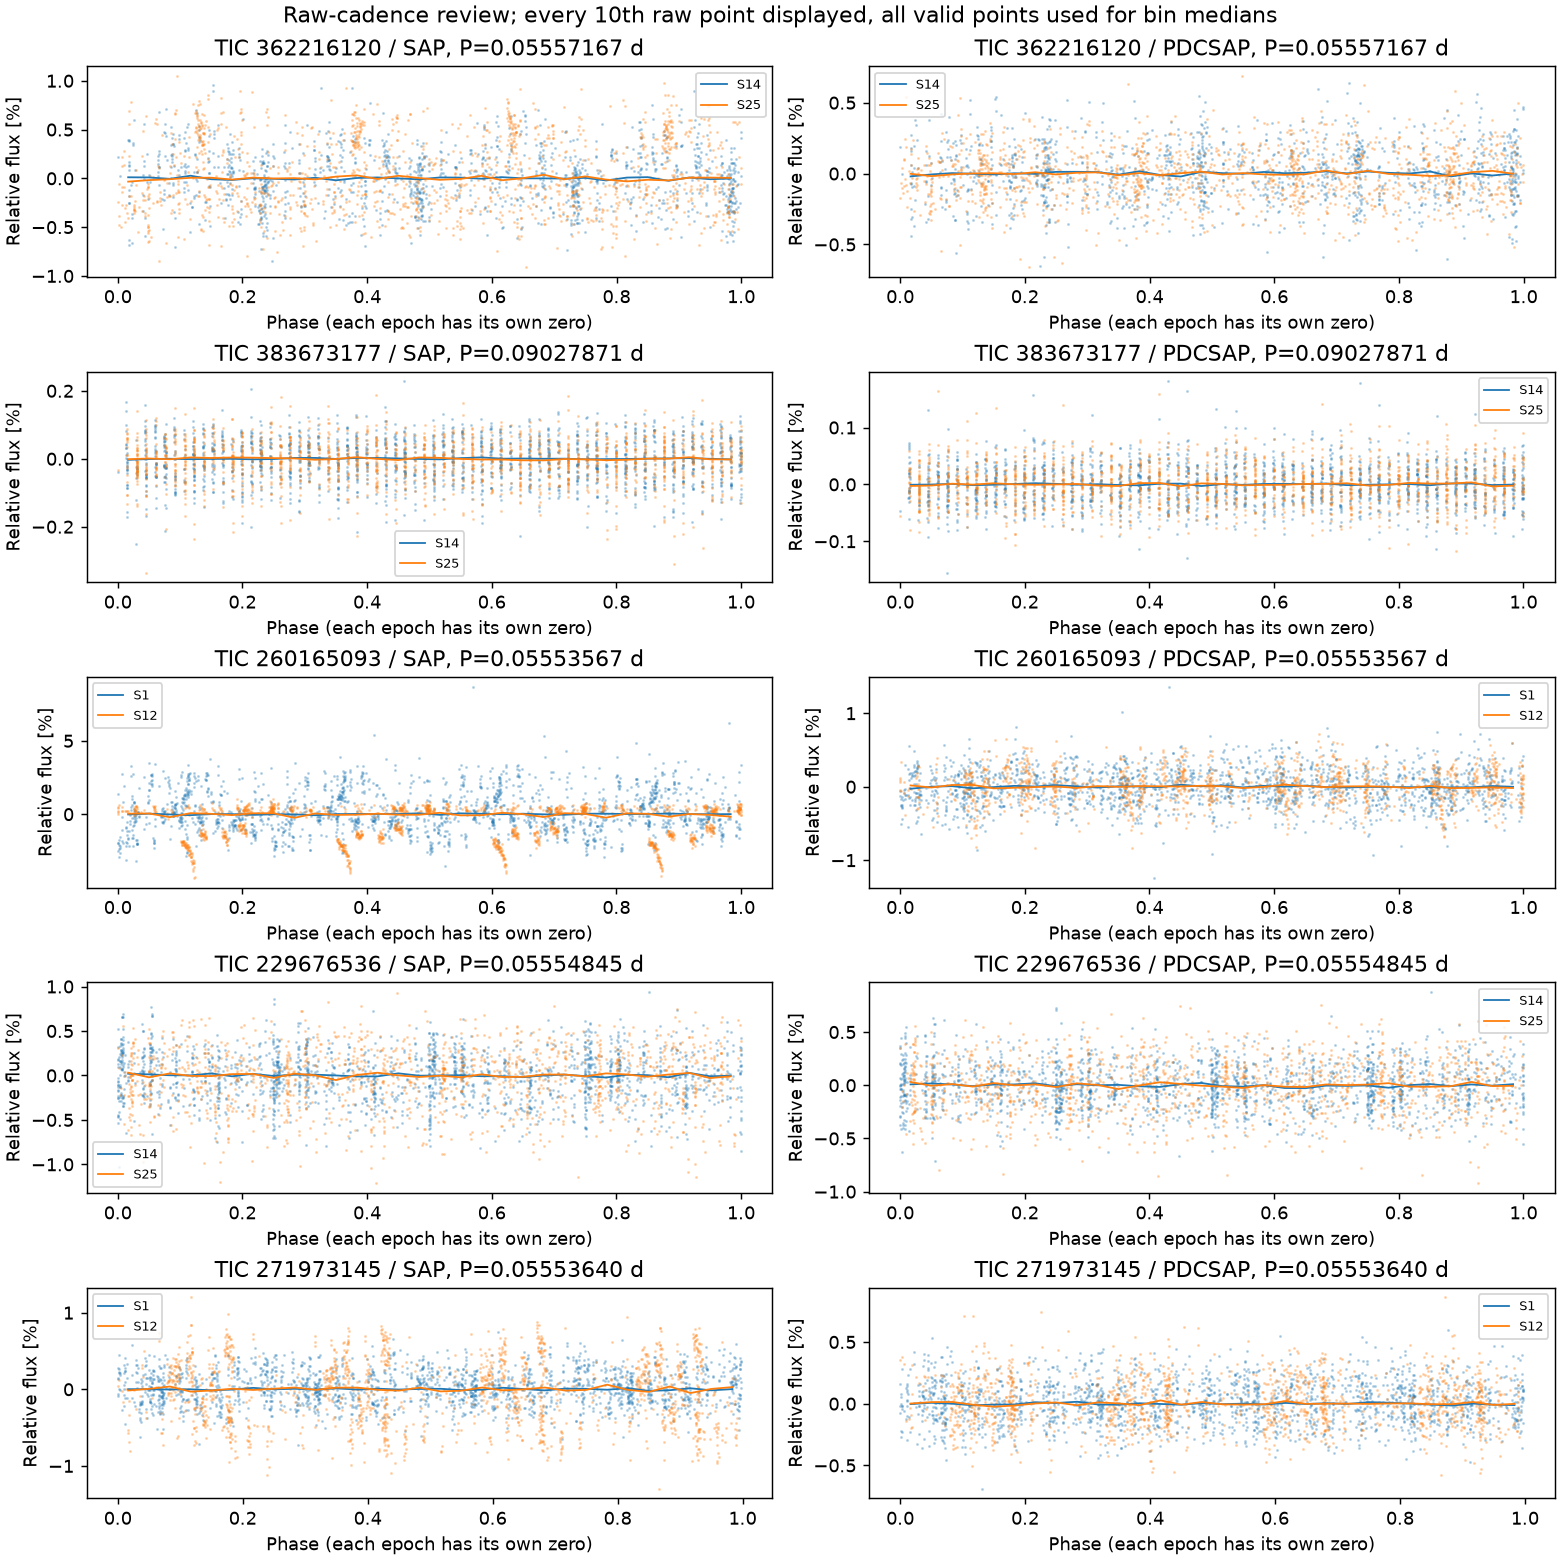 Raw-cadence review; every 10th raw point displayed, all valid points used for bin medians
TIC 362216120 / SAP, P=0.05557167 d
Relative flux [%]
1.0
0.5
0.0
−0.5
−1.0
S14
S25
0.0 0.2 0.4 0.6 0.8 1.0
Phase (each epoch has its own zero)
TIC 362216120 / PDCSAP, P=0.05557167 d
Relative flux [%]
0.5
0.0
−0.5
S14
S25
0.0 0.2 0.4 0.6 0.8 1.0
Phase (each epoch has its own zero)
TIC 383673177 / SAP, P=0.09027871 d
Relative flux [%]
0.2
0.0
−0.2
S14
S25
0.0 0.2 0.4 0.6 0.8 1.0
Phase (each epoch has its own zero)
TIC 383673177 / PDCSAP, P=0.09027871 d
Relative flux [%]
0.1
0.0
−0.1
S14
S25
0.0 0.2 0.4 0.6 0.8 1.0
Phase (each epoch has its own zero)
TIC 260165093 / SAP, P=0.05553567 d
Relative flux [%]
5
0
S1
S12
0.0 0.2 0.4 0.6 0.8 1.0
Phase (each epoch has its own zero)
TIC 260165093 / PDCSAP, P=0.05553567 d
Relative flux [%]
1
0
−1
S1
S12
0.0 0.2 0.4 0.6 0.8 1.0
Phase (each epoch has its own zero)
TIC 229676536 / SAP, P=0.05554845 d
Relative flux [%]
1.0
0.5
0.0
−0.5
−1.0
S14
S25
0.0 0.2 0.4 0.6 0.8 1.0
Phase (each epoch has its own zero)
TIC 229676536 / PDCSAP, P=0.05554845 d
Relative flux [%]
0.5
0.0
−0.5
−1.0
S14
S25
0.0 0.2 0.4 0.6 0.8 1.0
Phase (each epoch has its own zero)
TIC 271973145 / SAP, P=0.05553640 d
Relative flux [%]
1
0
−1
S1
S12
0.0 0.2 0.4 0.6 0.8 1.0
Phase (each epoch has its own zero)
TIC 271973145 / PDCSAP, P=0.05553640 d
Relative flux [%]
0.5
0.0
−0.5
S1
S12
0.0 0.2 0.4 0.6 0.8 1.0
Phase (each epoch has its own zero)